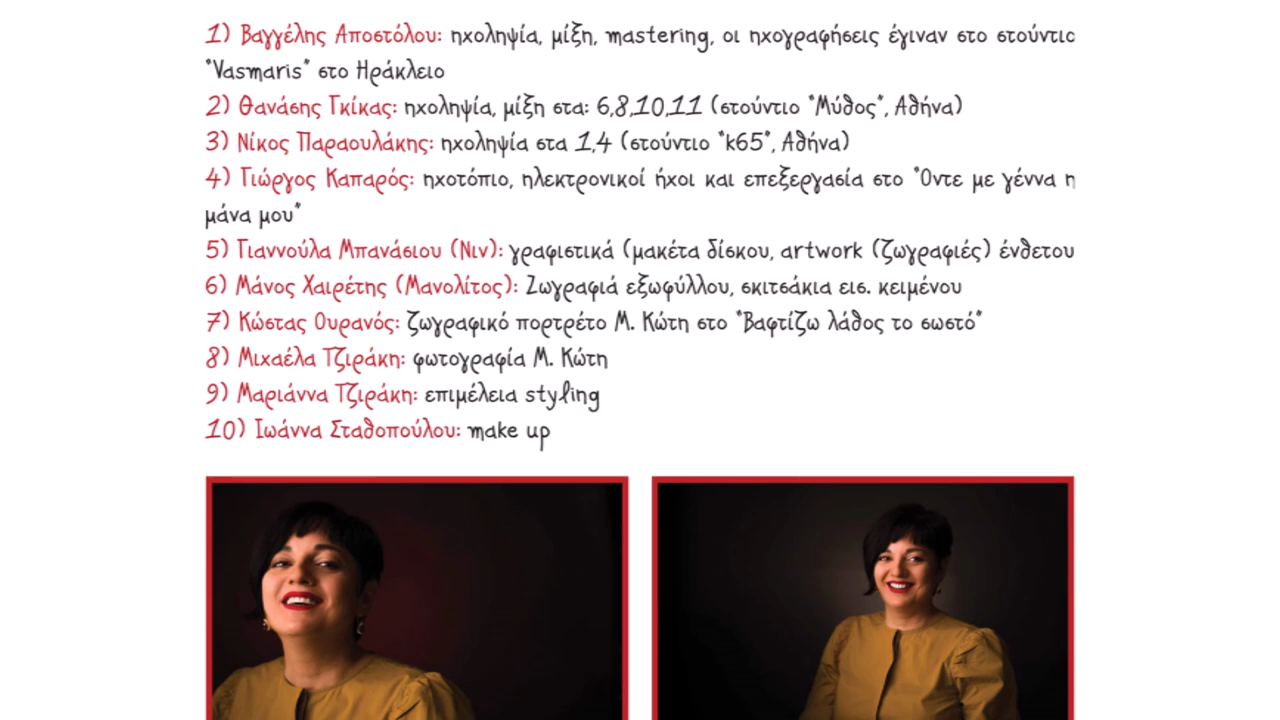 1) Βαγγέλης Αποστόλου: ηχοληψία, μίξη, mastering, οι ηχογραφήσεις έγιναν στο στούντιο
"Vasmaris" στο Ηράκλειο
2) Θανάσης Γκίκας: ηχοληψία, μίξη στα: 6,8,10,11 (στούντιο "Μύθος", Αθήνα)
3) Νίκος Παραουλάκης: ηχοληψία στα 1,4 (στούντιο "k65", Αθήνα)
4) Γιώργος Καπαρός: ηχοτόπιο, ηλεκτρονικοί ήχοι και επεξεργασία στο "Όντε με γέννα η
μάνα μου"
5) Γιαννούλα Μπανάσιου (Νιν): γραφιστικά (μακέτα δίσκου, artwork (ζωγραφιές) ένθετου
6) Μάνος Χαιρέτης (Μανολίτος): Ζωγραφιά εξωφύλλου, σκιτσάκια εισ. κειμένου
7) Κώστας Ουρανός: ζωγραφικό πορτρέτο Μ. Κώτη στο "Βαφτίζω λάθος το σωστό"
8) Μιχαέλα Τζιράκη: φωτογραφία Μ. Κώτη
9) Μαριάννα Τζιράκη: επιμέλεια styling
10) Ιωάννα Σταθοπούλου: make up